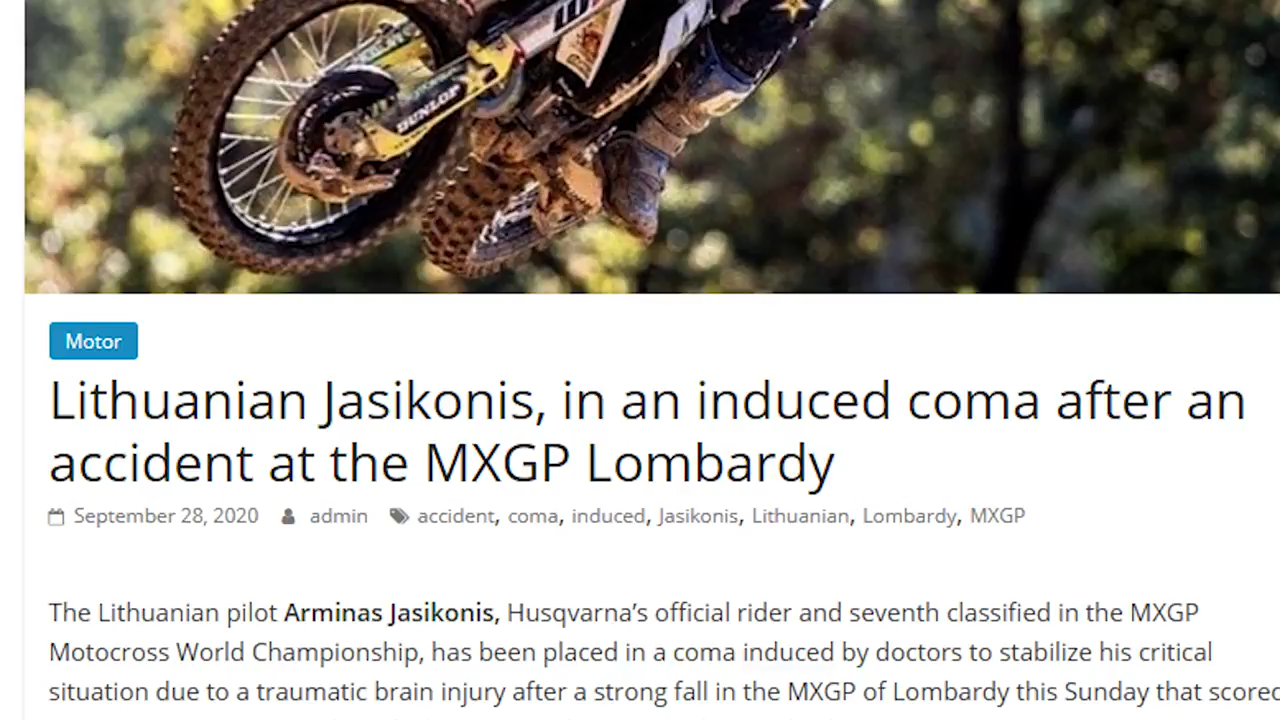 DUNLOP
Motor
Lithuanian Jasikonis, in an induced coma after an
accident at the MXGP Lombardy
September 28, 2020 admin accident, coma, induced, Jasikonis, Lithuanian, Lombardy, MXGP
The Lithuanian pilot Arminas Jasikonis, Husqvarna’s official rider and seventh classified in the MXGP
Motocross World Championship, has been placed in a coma induced by doctors to stabilize his critical
situation due to a traumatic brain injury after a strong fall in the MXGP of Lombardy this Sunday that scored